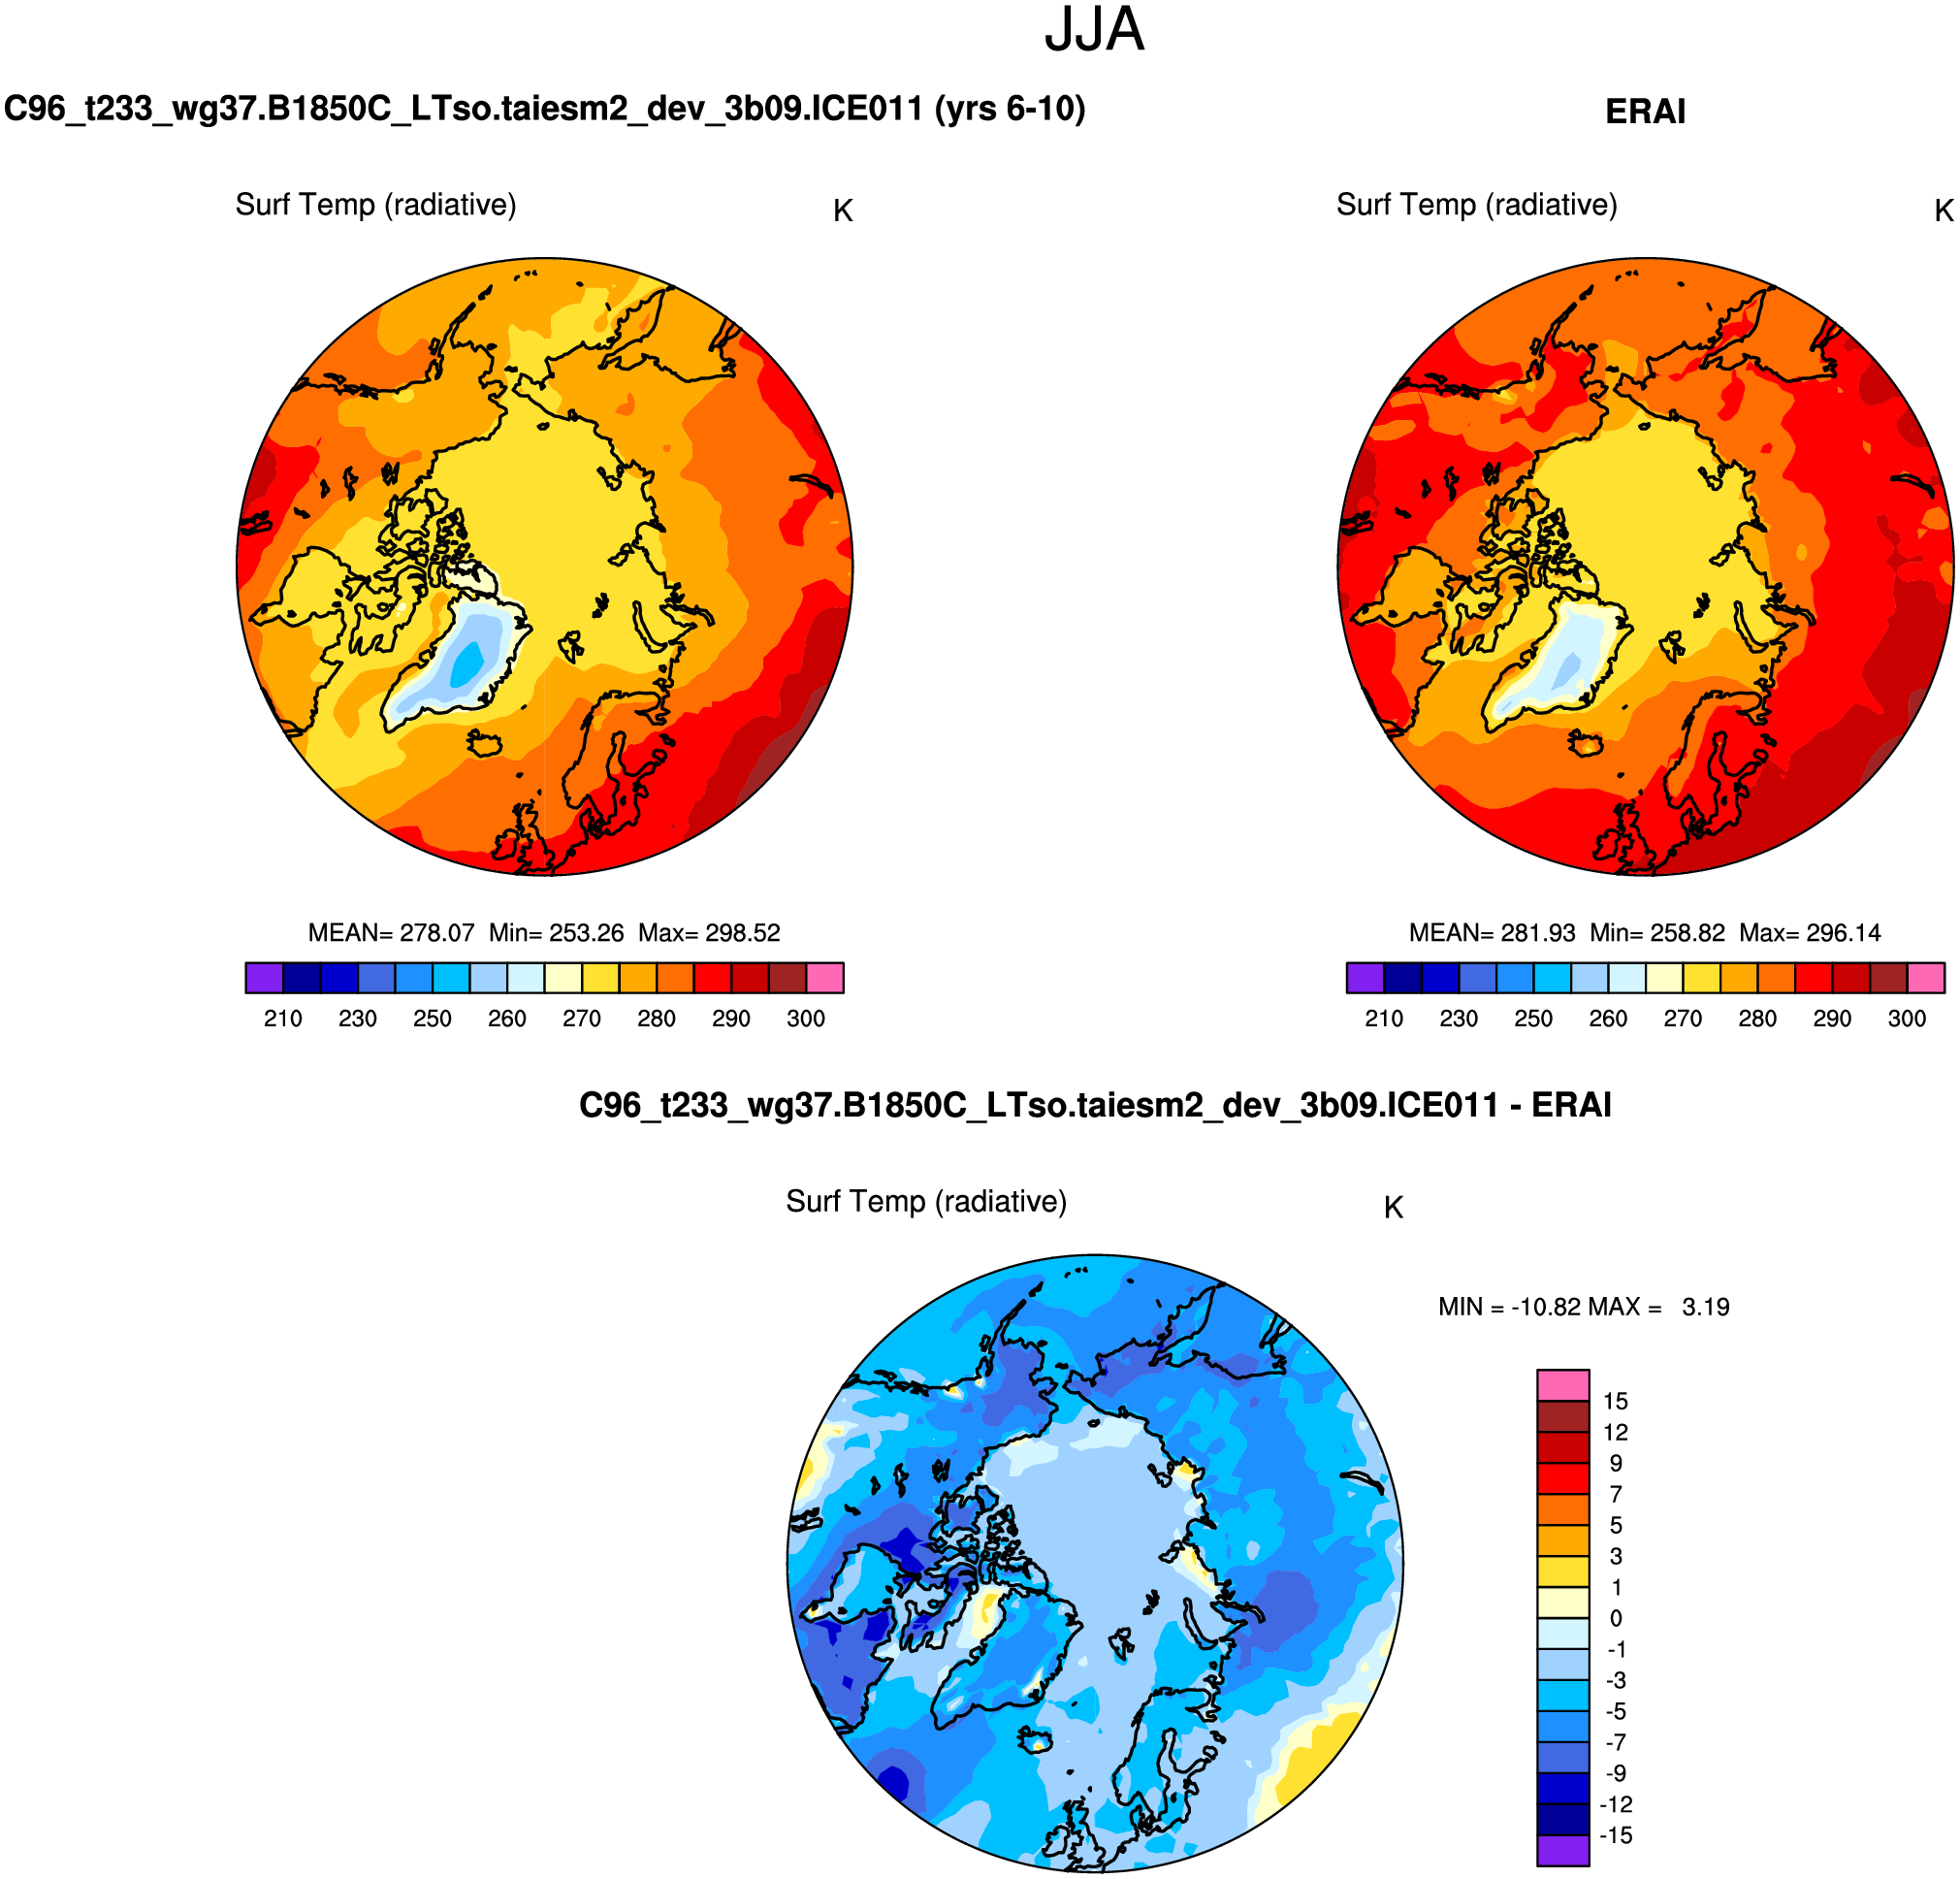 JJA
C96_t233_wg37.B1850C_LTso.taiesm2_dev_3b09.ICE011 (yrs 6-10)
ERAI
Surf Temp (radiative) K
Surf Temp (radiative) K
MEAN= 278.07 Min= 253.26 Max= 298.52
MEAN= 281.93 Min= 258.82 Max= 296.14
210 230 250 260 270 280 290 300
210 230 250 260 270 280 290 300
C96_t233_wg37.B1850C_LTso.taiesm2_dev_3b09.ICE011 - ERAI
Surf Temp (radiative) K
MIN = -10.82 MAX = 3.19
15
12
9
7
5
3
1
0
-1
-3
-5
-7
-9
-12
-15